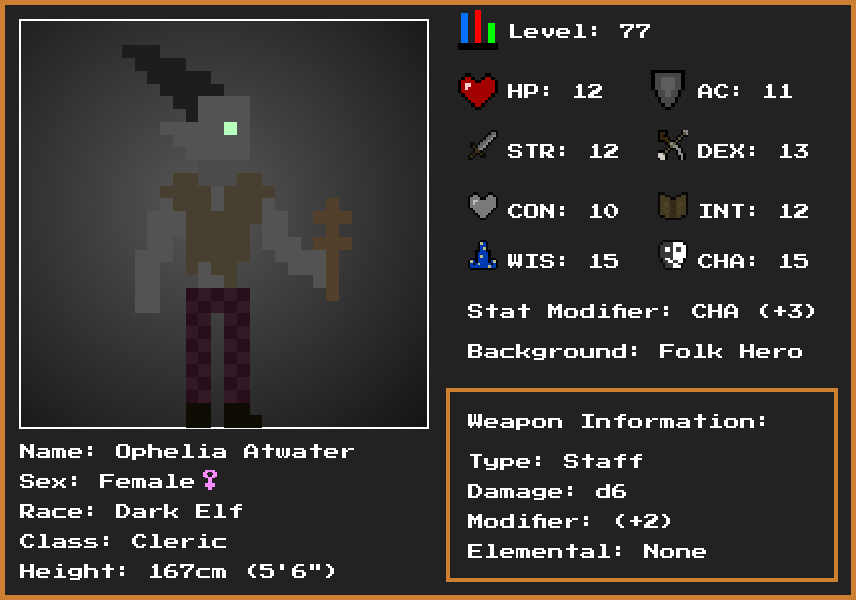 Level: 77
HP: 12
AC: 11
STR: 12
DEX: 13
CON: 10
INT: 12
WIS: 15
CHA: 15
Stat Modifier: CHA (+3)
Background: Folk Hero
Weapon Information:
Type: Staff
Damage: d6
Modifier: (+2)
Elemental: None
Name: Ophelia Atwater
Sex: Female♀
Race: Dark Elf
Class: Cleric
Height: 167cm (5'6")